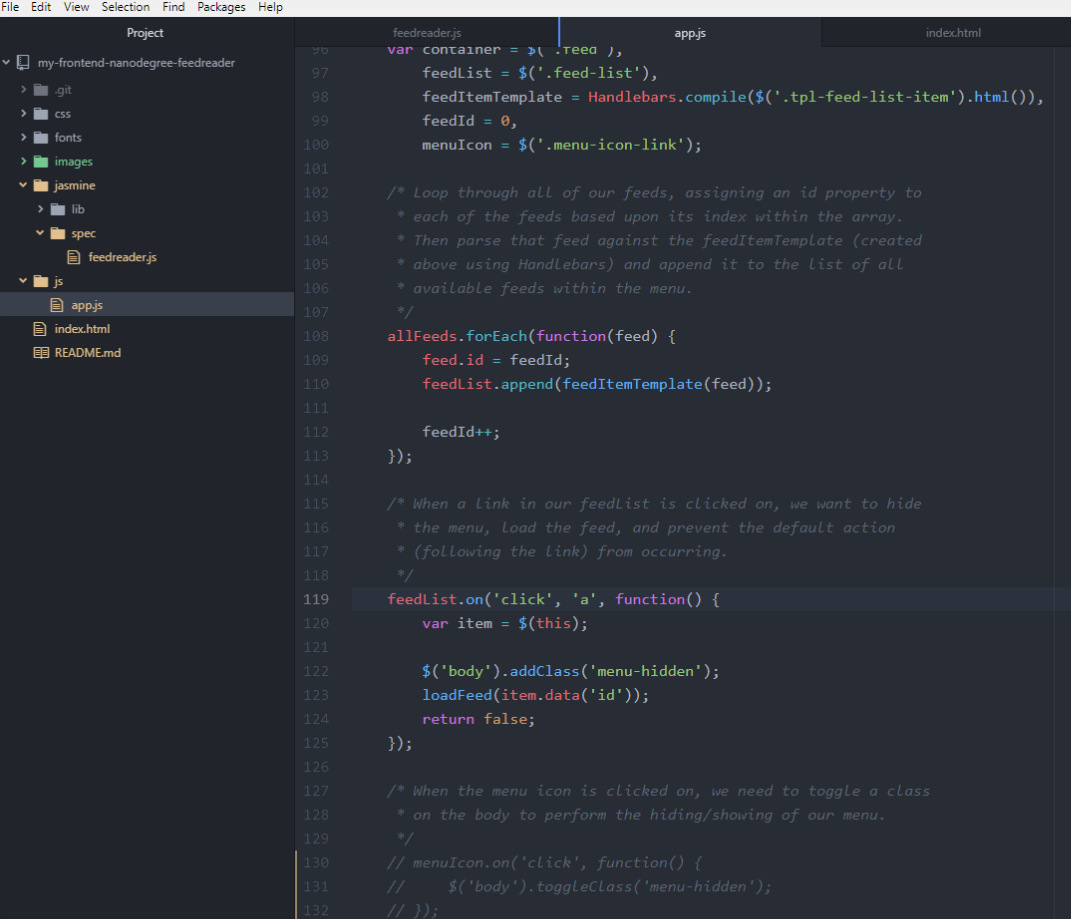 File Edit View Selection Find Packages Help
Project
my-frontend-nanodegree-feedreader
.git
css
fonts
images
jasmine
lib
spec
feedreader.js
js
app.js
index.html
README.md
feedreader.js app.js index.html
96 var container = $('.feed'),
97 feedList = $('.feed-list'),
98 feedItemTemplate = Handlebars.compile($('.tpl-feed-list-item').html()),
99 feedId = 0,
100 menuIcon = $('.menu-icon-link');
101
102 /* Loop through all of our feeds, assigning an id property to
103 * each of the feeds based upon its index within the array.
104 * Then parse that feed against the feedItemTemplate (created
105 * above using Handlebars) and append it to the list of all
106 * available feeds within the menu.
107 */
108 allFeeds.forEach(function(feed) {
109 feed.id = feedId;
110 feedList.append(feedItemTemplate(feed));
111
112 feedId++;
113 });
114
115 /* When a link in our feedList is clicked on, we want to hide
116 * the menu, load the feed, and prevent the default action
117 * (following the link) from occurring.
118 */
119 feedList.on('click', 'a', function() {
120 var item = $(this);
121
122 $('body').addClass('menu-hidden');
123 loadFeed(item.data('id'));
124 return false;
125 });
126
127 /* When the menu icon is clicked on, we need to toggle a class
128 * on the body to perform the hiding/showing of our menu.
129 */
130 // menuIcon.on('click', function() {
131 // $('body').toggleClass('menu-hidden');
132 // });